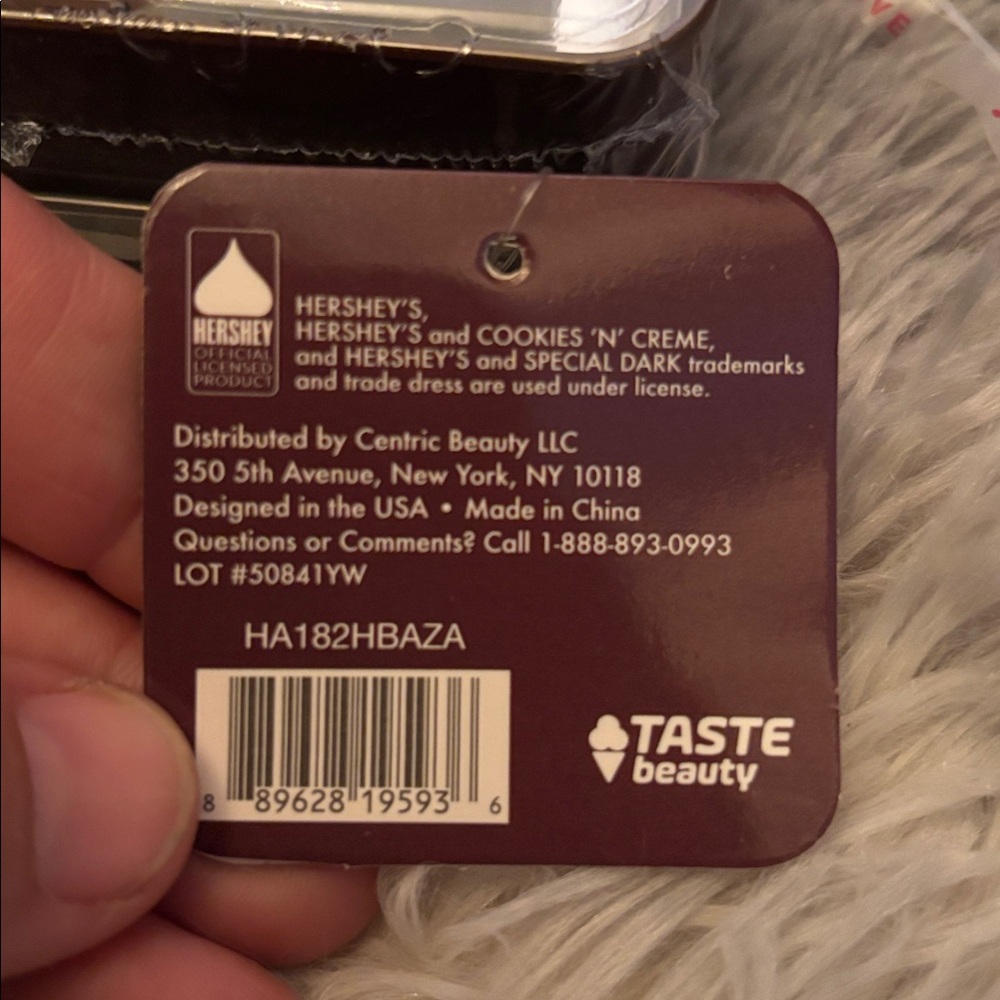 VE
HERSHEY
OFFICIAL
LICENSED
PRODUCT
HERSHEY'S,
HERSHEY'S and COOKIES 'N' CREME,
and HERSHEY'S and SPECIAL DARK trademarks
and trade dress are used under license.
Distributed by Centric Beauty LLC
350 5th Avenue, New York, NY 10118
Designed in the USA • Made in China
Questions or Comments? Call 1-888-893-0993
LOT #50841YW
HA182HBAZA
8 89628 19593 6
TASTE
beauty